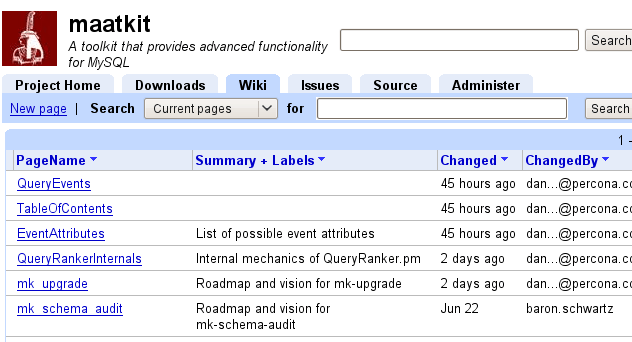 maatkit
A toolkit that provides advanced functionality
for MySQL
Search
Project Home Downloads Wiki Issues Source Administer
New page | Search Current pages for Search
1 -
PageName Summary + Labels Changed ChangedBy
QueryEvents 45 hours ago dan...@percona.co
TableOfContents 45 hours ago dan...@percona.co
EventAttributes List of possible event attributes 45 hours ago dan...@percona.co
QueryRankerInternals Internal mechanics of QueryRanker.pm 2 days ago dan...@percona.co
mk_upgrade Roadmap and vision for mk-upgrade 2 days ago dan...@percona.co
mk_schema_audit Roadmap and vision for Jun 22 baron.schwartz
mk-schema-audit